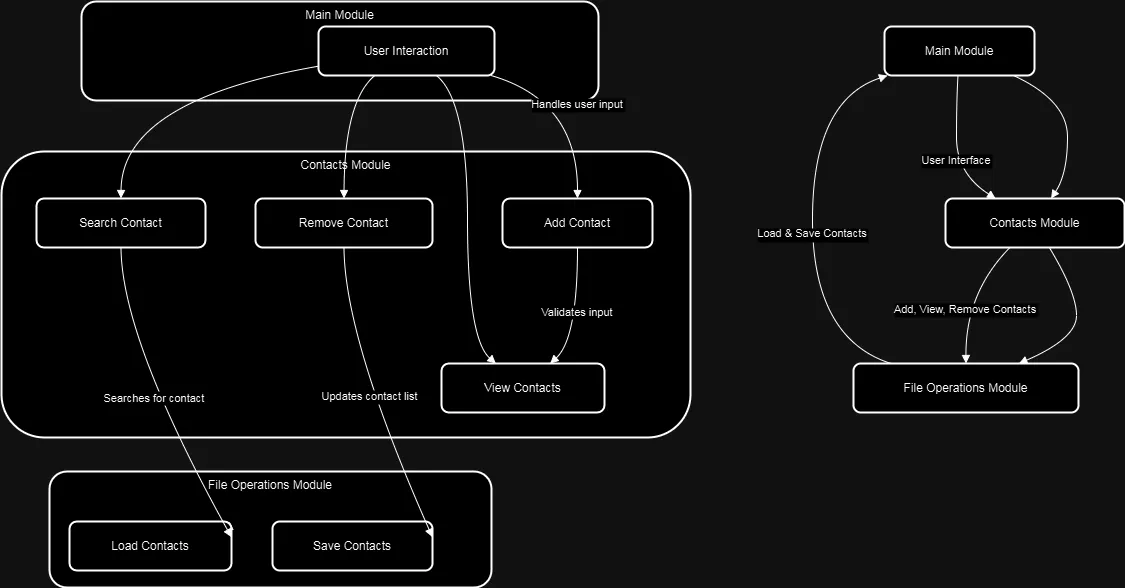 Main Module
User Interaction
Handles user input
Contacts Module
Search Contact
Remove Contact
Add Contact
Validates input
View Contacts
Searches for contact
Updates contact list
File Operations Module
Load Contacts
Save Contacts
Main Module
User Interface
Contacts Module
Load & Save Contacts
Add, View, Remove Contacts
File Operations Module